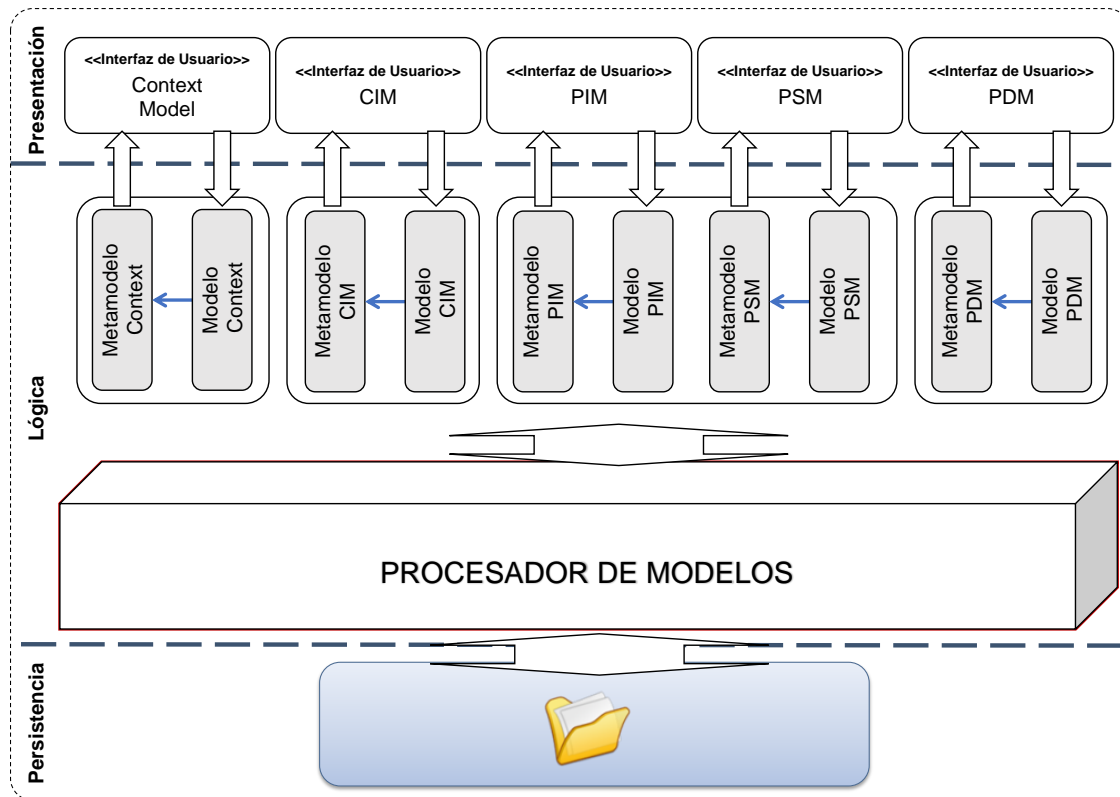 Presentación
<<Interfaz de Usuario>>
Context
Model
<<Interfaz de Usuario>>
CIM
<<Interfaz de Usuario>>
PIM
<<Interfaz de Usuario>>
PSM
<<Interfaz de Usuario>>
PDM
Lógica
Metamodelo
Context
Modelo
Context
Metamodelo
CIM
Modelo
CIM
Metamodelo
PIM
Modelo
PIM
Metamodelo
PSM
Modelo
PSM
Metamodelo
PDM
Modelo
PDM
PROCESADOR DE MODELOS
Persistencia